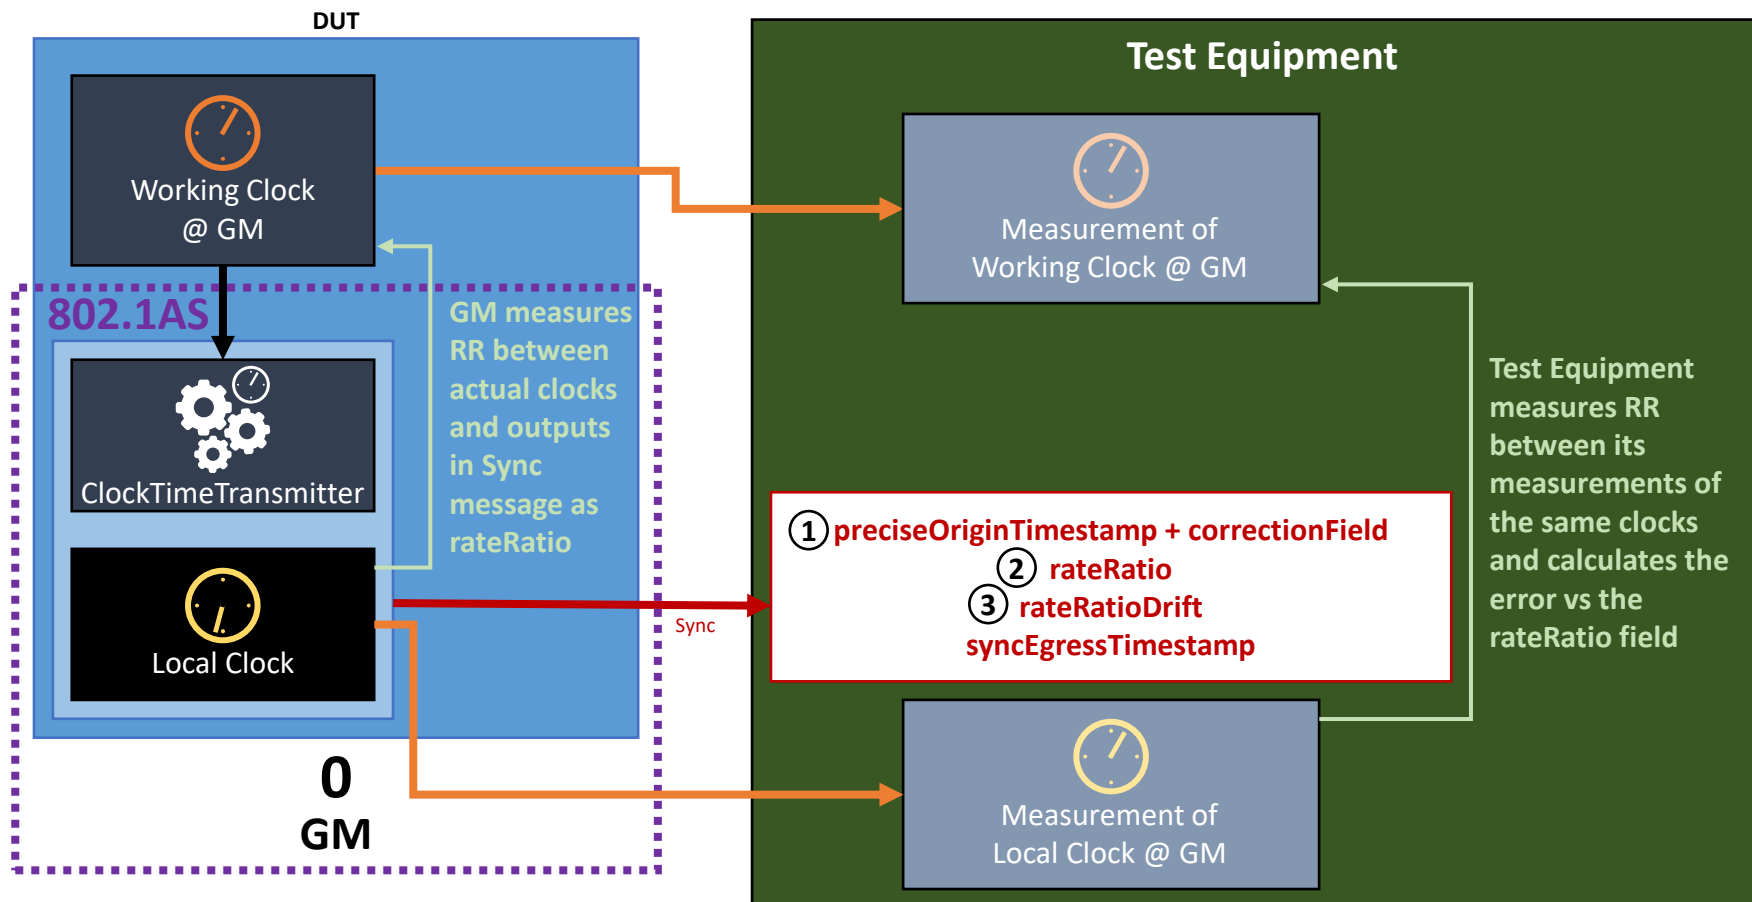 DUT
Test Equipment
Working Clock
@ GM
802.1AS
GM measures
RR between
actual clocks
and outputs
in Sync
message as
rateRatio
ClockTimeTransmitter
Local Clock
0
GM
Sync
Measurement of
Working Clock @ GM
1 preciseOriginTimestamp + correctionField
2 rateRatio
3 rateRatioDrift
syncEgressTimestamp
Measurement of
Local Clock @ GM
Test Equipment
measures RR
between its
measurements of
the same clocks
and calculates the
error vs the
rateRatio field